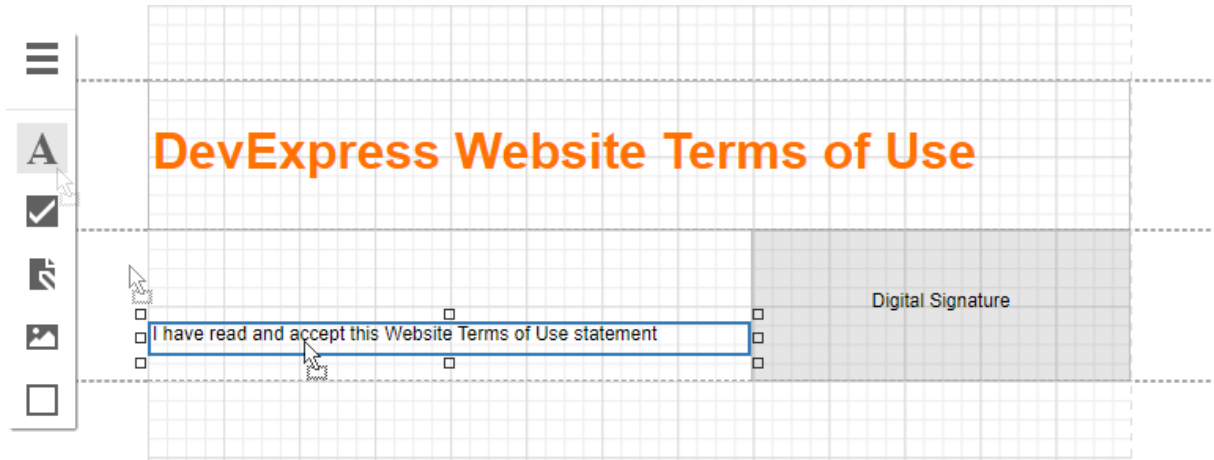 DevExpress Website Terms of Use
Digital Signature
I have read and accept this Website Terms of Use statement